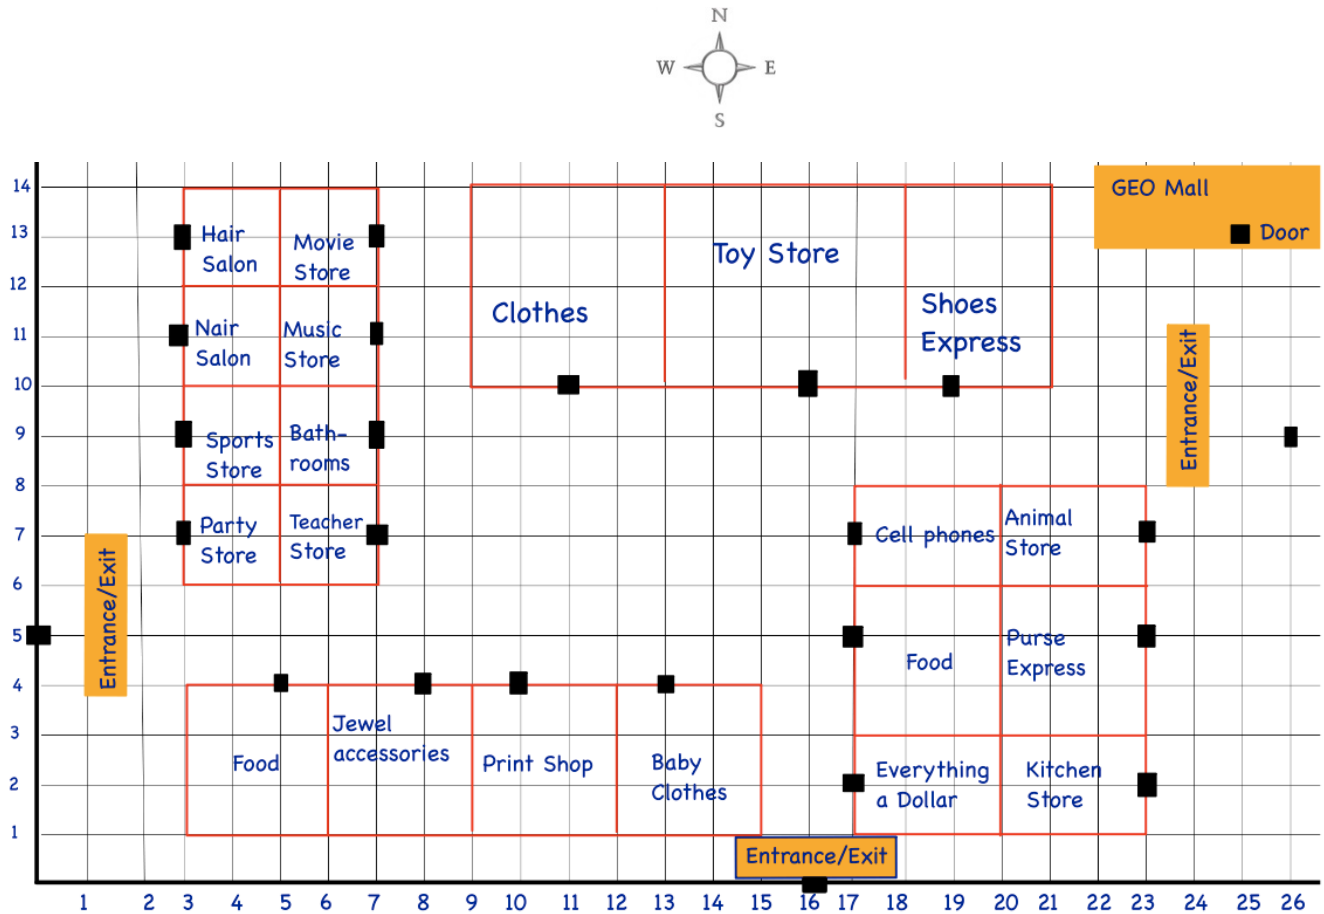 N
W E
S
14
13
12
11
10
9
8
7
6
5
4
3
2
1
GEO Mall
Door
Hair
Salon
Movie
Store
Nair
Salon
Music
Store
Sports
Store
Bath-
rooms
Party
Store
Teacher
Store
Clothes
Toy Store
Shoes
Express
Entrance/Exit
Entrance/Exit
Cell phones
Animal
Store
Food
Purse
Express
Everything
a Dollar
Kitchen
Store
Food
Jewel
accessories
Print Shop
Baby
Clothes
Entrance/Exit
1 2 3 4 5 6 7 8 9 10 11 12 13 14 15 16 17 18 19 20 21 22 23 24 25 26